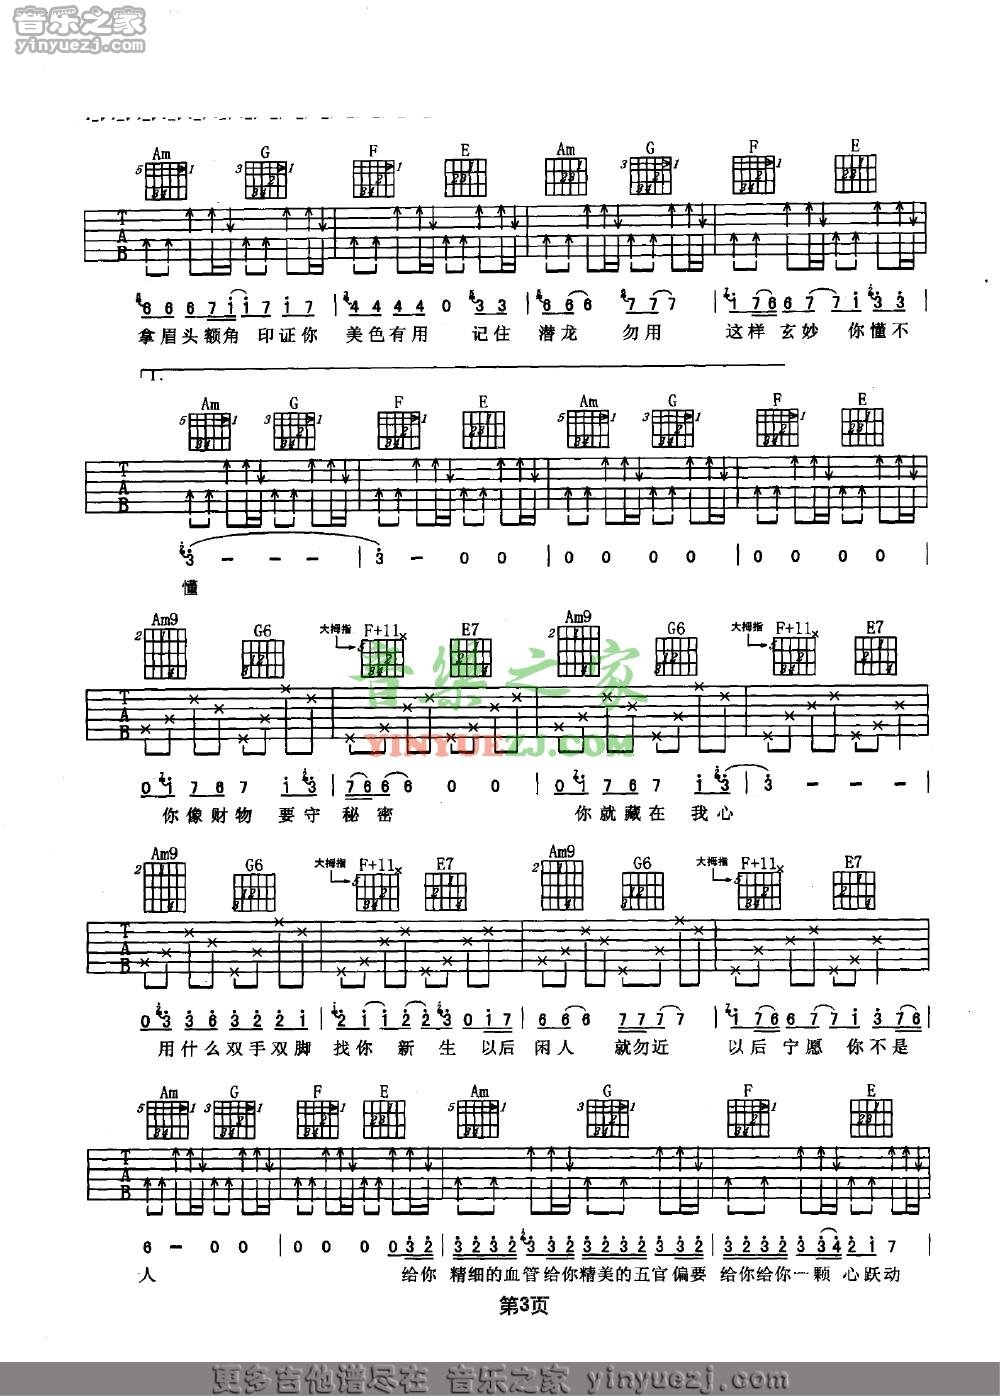 音乐之家
yinyuezj.com
Am G F E Am G F E
T
A
B
6 6 6 7 i i 7 i 7 | 4 4 4 4 0 3 3 | 6 6 6 7 7 7 | i 7 6 6 7 7 i 3 3
拿眉头额角 印证你 美色有用 记住 潜龙 勿用 这样 玄妙 你懂不
1.
Am G F E Am G F E
T
A
B
3 - - - | 3 - 0 0 | 0 0 0 0 | 0 0 0 0 |
懂
Am9 G6 大拇指 F+11 E7 Am9 G6 大拇指 F+11 E7
音樂之家
T
A
B
YINYUEZJ.COM
0 i 7 6 7 i 3 | 7 6 6 6 0 0 | 0 i 7 6 7 i 3 | 3 - - -
你像财物 要守 秘密 你就藏在 我心
Am9 G6 大拇指 F+11 E7 Am9 G6 大拇指 F+11 E7
T
A
B
0 3 3 6 3 2 2 i | 2 i i 2 2 3 0 i 7 | 6 6 6 7 7 7 7 | i 7 6 6 7 7 i 3 7 6 |
用什么双手双脚 找你 新 生 以后 闲人 就勿近 以后 宁愿 你不是
Am G F E Am G F E
T
A
B
6 - 0 0 | 0 0 0 0 3 2 | 3 2 3 2 3 3 2 3 2 3 2 3 2 | 3 2 3 2 3 3 4 2 i 7 |
人 给你 精细的血管给你精美的五官偏要 给你给你一颗 心跃动
第3页
更多吉他谱尽在 音乐之家 yinyuezj.com